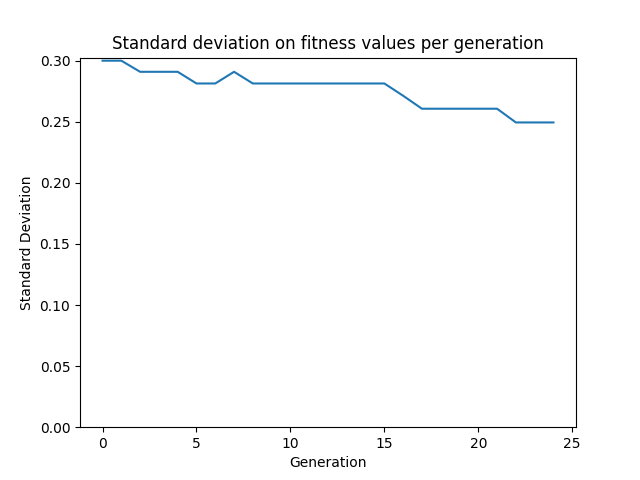 Standard deviation on fitness values per generation
0.30
0.25
0.20
0.15
0.10
0.05
0.00
Standard Deviation
0 5 10 15 20 25
Generation